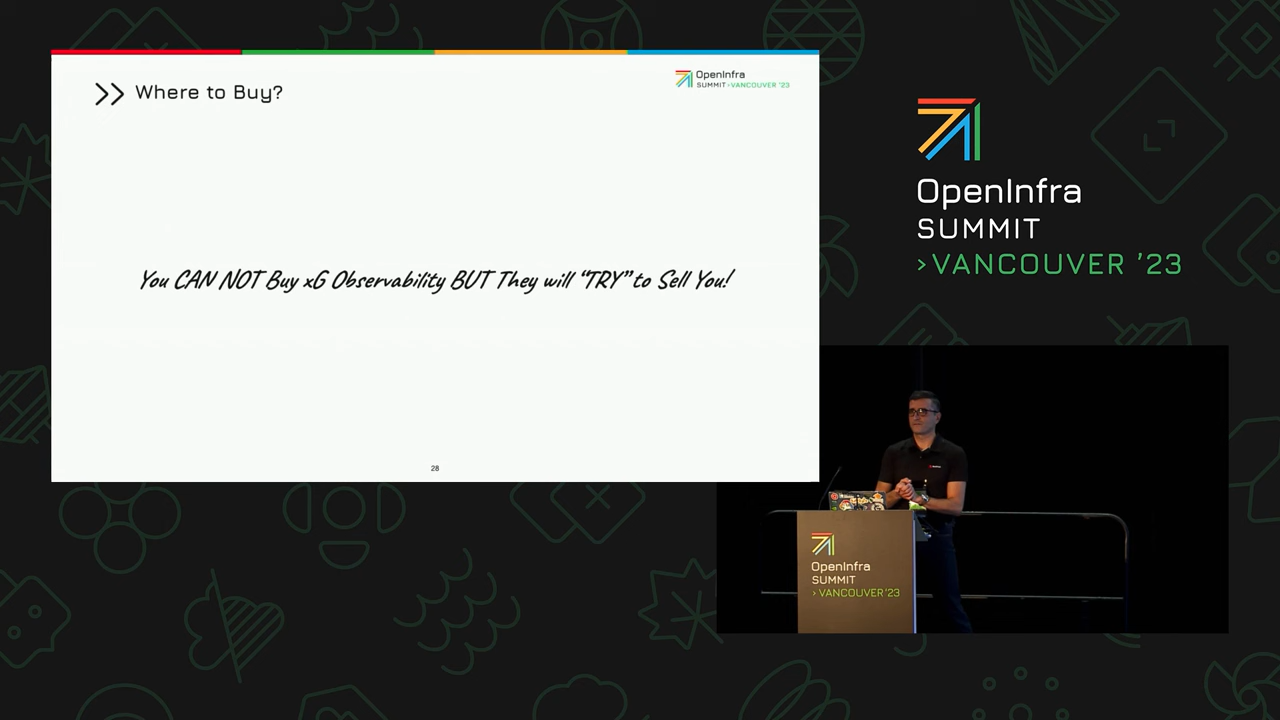 Where to Buy?
OpenInfra
SUMMIT >VANCOUVER '23
You CAN NOT Buy xG Observability BUT They will “TRY” to Sell You!
28
OpenInfra
SUMMIT
>VANCOUVER ’23
OpenInfra
SUMMIT
>VANCOUVER'23